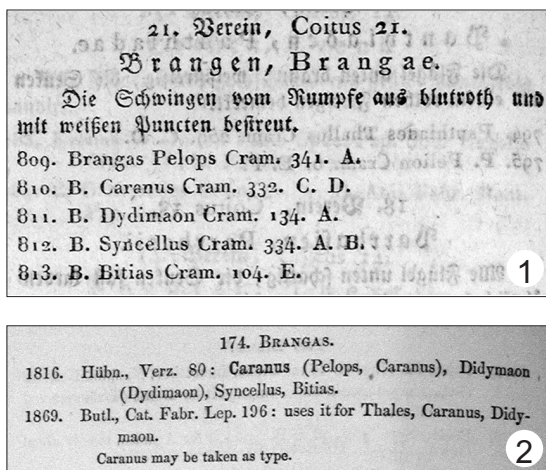 21. Verein, Coitus 21.
Brangen, Brangae.
Die Schwingen vom Rumpfe aus blutroth und
mit weißen Puncten bestreut.
809. Brangas Pelops Cram. 341. A.
810. B. Caranus Cram. 332. C. D.
811. B. Dydimaon Cram. 134. A.
812. B. Syncellus Cram. 334. A. B.
813. B. Bitias Cram. 104. E.
1
174. BRANGAS.
1816. Hübn., Verz. 80: Caranus (Pelops, Caranus), Didymaon
(Dydimaon), Syncellus, Bitias.
1869. Butl., Cat. Fabr. Lep. 196: uses it for Thales, Caranus, Didy-
maon.
Caranus may be taken as type.
2